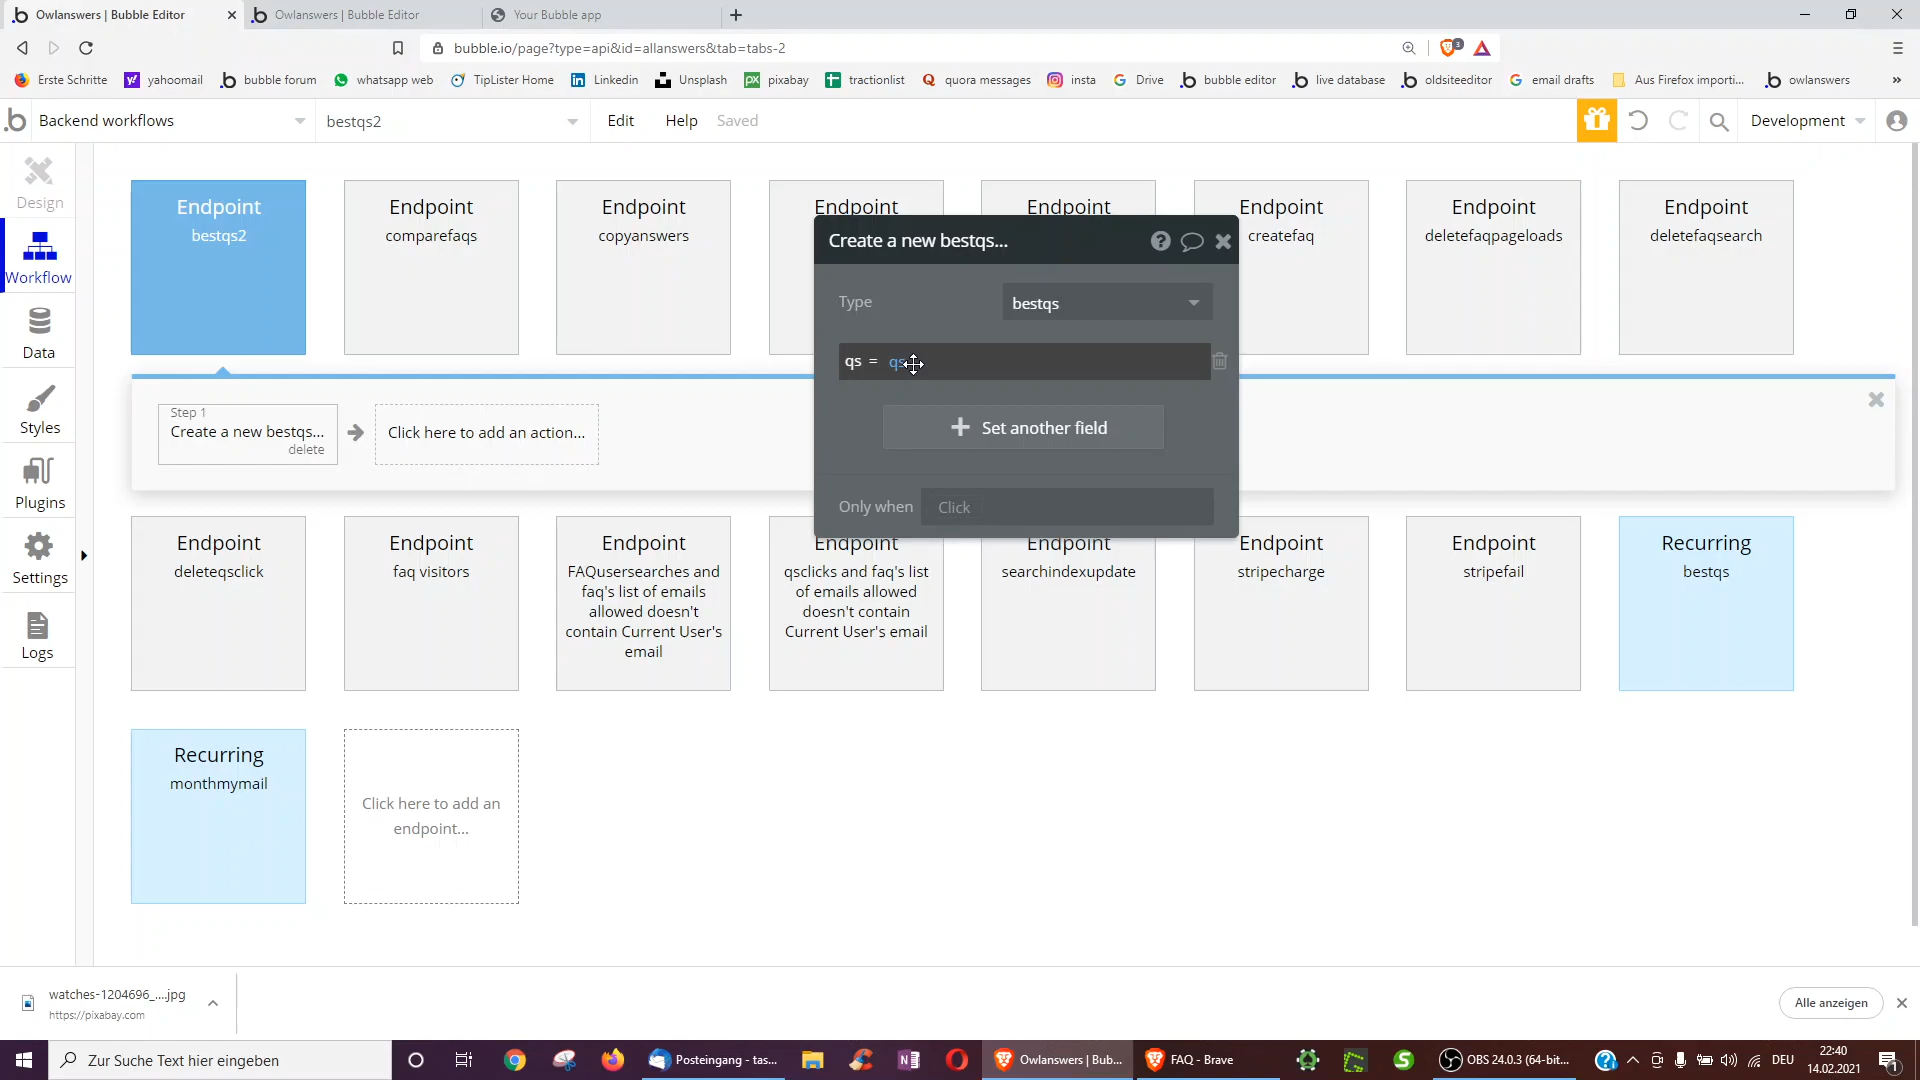 Owlanswers | Bubble Editor
Owlanswers | Bubble Editor
Your Bubble app
bubble.io/page?type=api&id=allanswers&tab=tabs-2
3
Erste Schritte
yahoomail
bubble forum
whatsapp web
TipLister Home
Linkedin
Unsplash
pixabay
tractionlist
quora messages
insta
Drive
bubble editor
live database
oldsiteeditor
email drafts
Aus Firefox importi...
owlanswers
Backend workflows
bestqs2
Edit
Help
Saved
Development
Design
Workflow
Data
Styles
Plugins
Settings
Logs
Endpoint
bestqs2
Endpoint
comparefaqs
Endpoint
copyanswers
Endpoint
Endpoint
Endpoint
createfaq
Endpoint
deletefaqpageloads
Endpoint
deletefaqsearch
Create a new bestqs...
Type
bestqs
qs = qs
Set another field
Only when
Click
Step 1
Create a new bestqs...
delete
Click here to add an action...
Endpoint
deleteqsclick
Endpoint
faq visitors
Endpoint
FAQusersearches and
faq's list of emails
allowed doesn't
contain Current User's
email
Endpoint
qsclicks and faq's list
of emails allowed
doesn't contain
Current User's email
Endpoint
searchindexupdate
Endpoint
stripecharge
Endpoint
stripefail
Recurring
bestqs
Recurring
monthmymail
Click here to add an
endpoint...
watches-1204696_....jpg
https://pixabay.com
Alle anzeigen
Zur Suche Text hier eingeben
Posteingang - tas...
Owlanswers | Bub...
FAQ - Brave
OBS 24.0.3 (64-bit...
DEU
22:40
14.02.2021
1